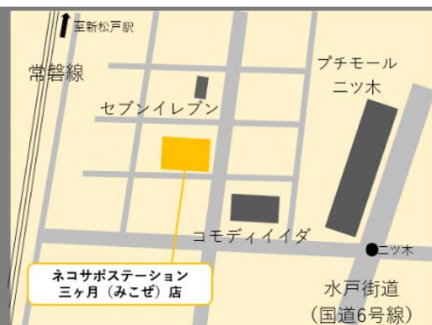 至新松戸駅
常磐線
プチモール
二ツ木
セブンイレブン
コモディイイダ
二ツ木
ネコサポステーション
三ヶ月（みこぜ）店
水戸街道
（国道6号線）